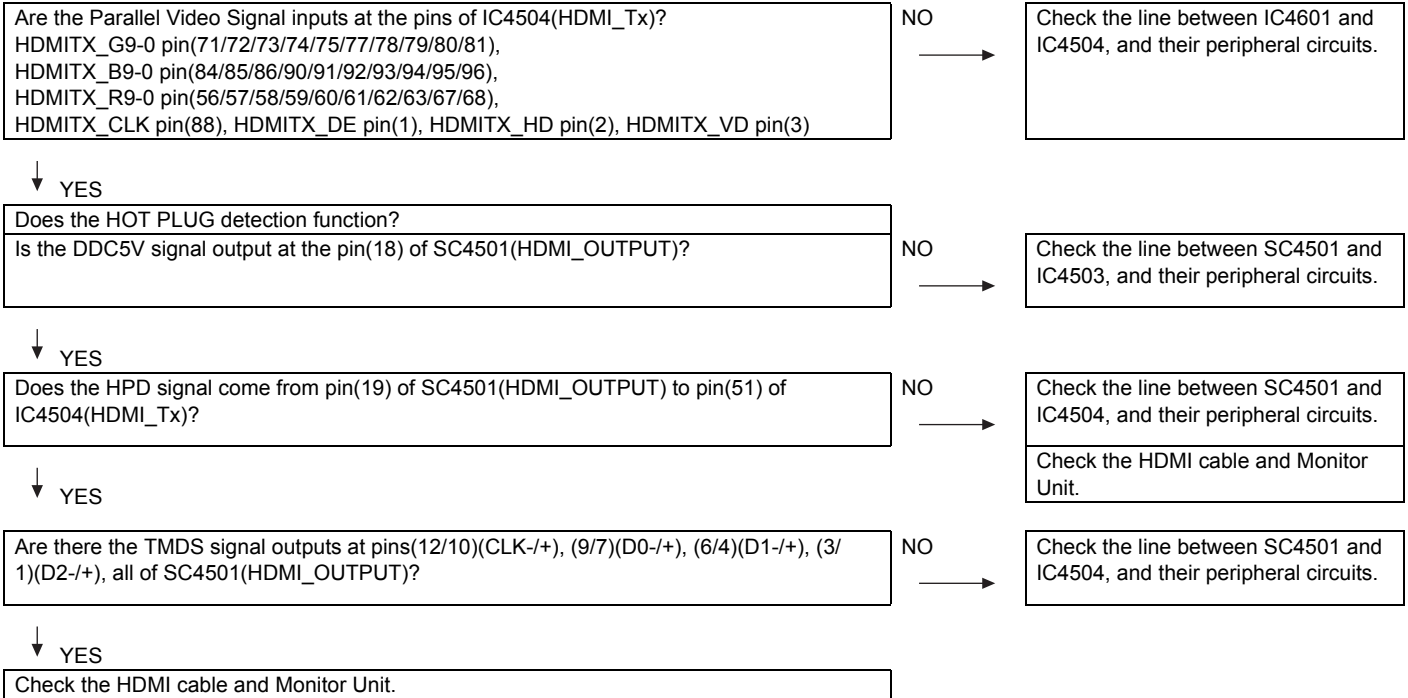 Are the Parallel Video Signal inputs at the pins of IC4504(HDMI_Tx)?
HDMITX_G9-0 pin(71/72/73/74/75/77/78/79/80/81),
HDMITX_B9-0 pin(84/85/86/90/91/92/93/94/95/96),
HDMITX_R9-0 pin(56/57/58/59/60/61/62/63/67/68),
HDMITX_CLK pin(88), HDMITX_DE pin(1), HDMITX_HD pin(2), HDMITX_VD pin(3)
NO
Check the line between IC4601 and
IC4504, and their peripheral circuits.
YES
Does the HOT PLUG detection function?
Is the DDC5V signal output at the pin(18) of SC4501(HDMI_OUTPUT)?
NO
Check the line between SC4501 and
IC4503, and their peripheral circuits.
YES
Does the HPD signal come from pin(19) of SC4501(HDMI_OUTPUT) to pin(51) of
IC4504(HDMI_Tx)?
NO
Check the line between SC4501 and
IC4504, and their peripheral circuits.
Check the HDMI cable and Monitor
Unit.
YES
Are there the TMDS signal outputs at pins(12/10)(CLK-/+), (9/7)(D0-/+), (6/4)(D1-/+), (3/
1)(D2-/+), all of SC4501(HDMI_OUTPUT)?
NO
Check the line between SC4501 and
IC4504, and their peripheral circuits.
YES
Check the HDMI cable and Monitor Unit.